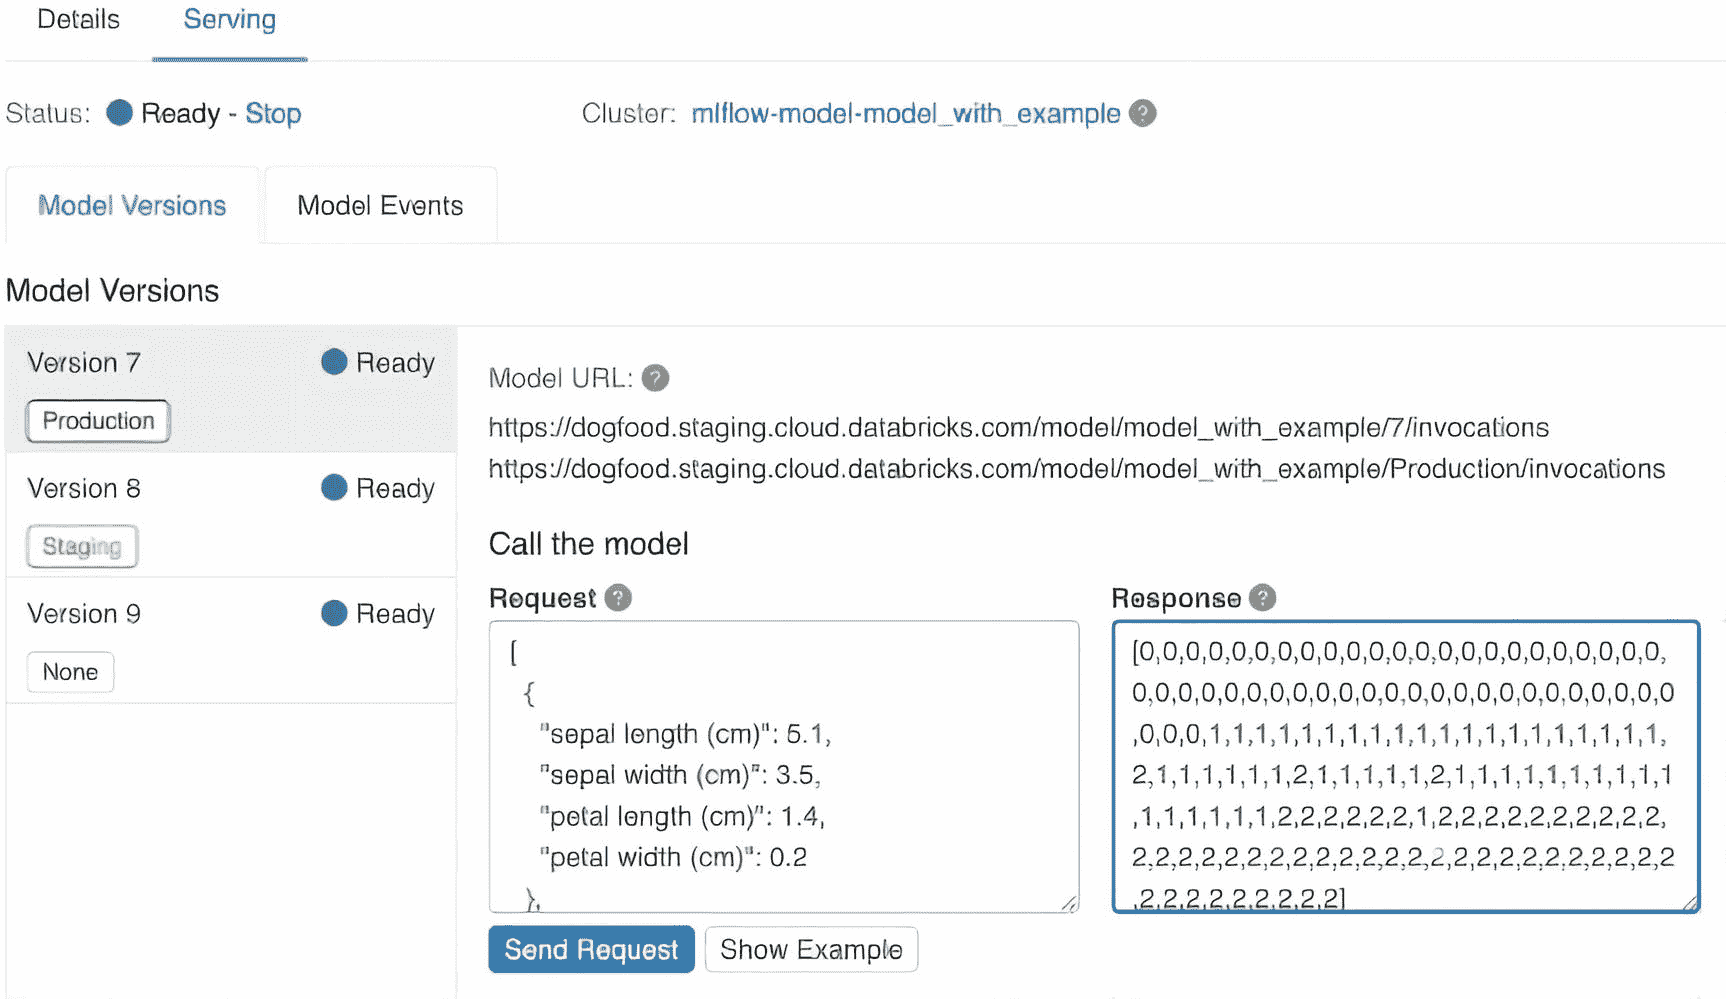 Details Serving
Status: Ready - Stop Cluster: mlflow-model-model_with_example ?
Model Versions Model Events
Model Versions
Version 7 Ready
Production
Version 8 Ready
Staging
Version 9 Ready
None
Model URL: ?
https://dogfood.staging.cloud.databricks.com/model/model_with_example/7/invocations
https://dogfood.staging.cloud.databricks.com/model/model_with_example/Production/invocations
Call the model
Request ?
[
{
"sepal length (cm)": 5.1,
"sepal width (cm)": 3.5,
"petal length (cm)": 1.4,
"petal width (cm)": 0.2
},
Send Request Show Example
Response ?
[0,0,0,0,0,0,0,0,0,0,0,0,0,0,0,0,0,0,0,0,0,0,0,
0,0,0,0,0,0,0,0,0,0,0,0,0,0,0,0,0,0,0,0,0,0,0,0
,0,0,0,1,1,1,1,1,1,1,1,1,1,1,1,1,1,1,1,1,1,1,1,
2,1,1,1,1,1,1,2,1,1,1,1,1,2,1,1,1,1,1,1,1,1,1,1
,1,1,1,1,1,1,2,2,2,2,2,2,1,2,2,2,2,2,2,2,2,2,2,
2,2,2,2,2,2,2,2,2,2,2,2,2,2,2,2,2,2,2,2,2,2,2,2
,2,2,2,2,2,2,2,2,2]